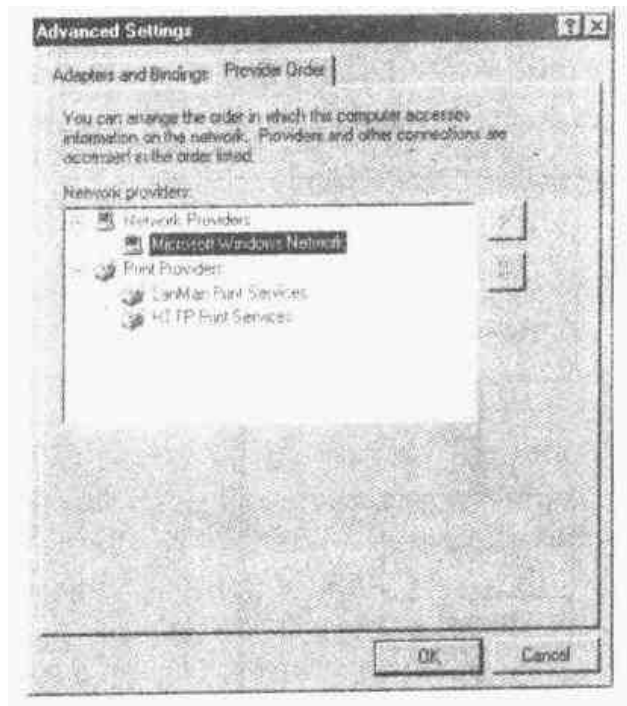 Advanced Settings
Adapters and Bindings Provider Order
You can arrange the order in which this computer accesses
information on the network. Providers and other connections are
accessed in the order listed.
Network providers:
Network Providers
Microsoft Windows Network
Print Providers
LanMan Print Services
HTTP Print Services
OK Cancel